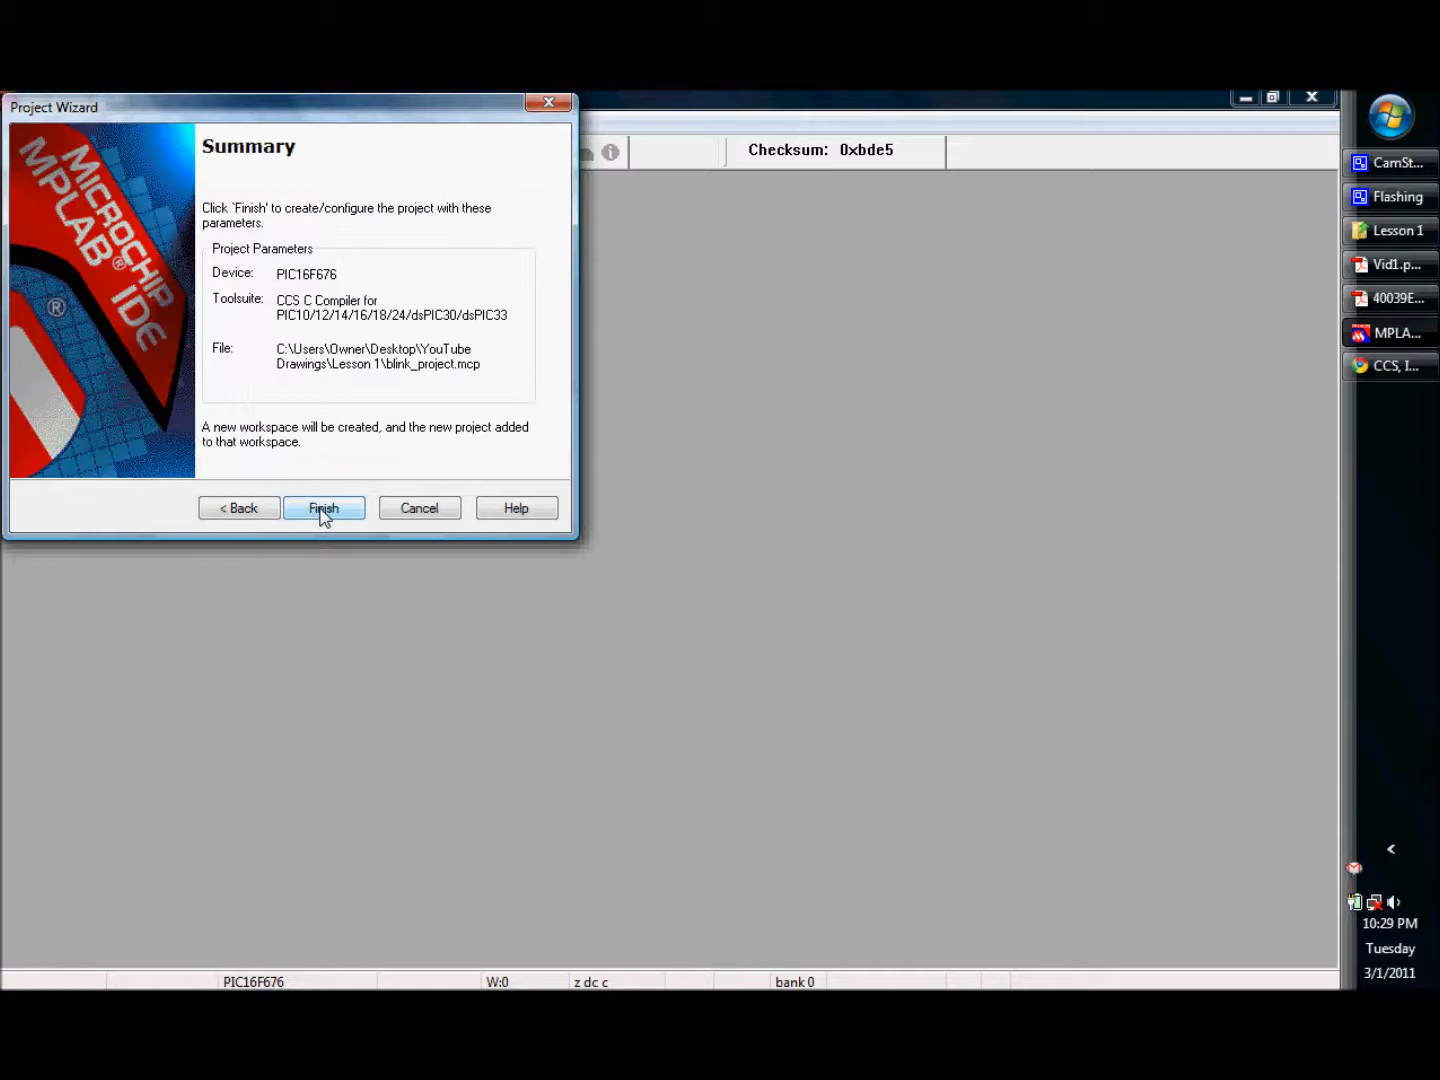 Project Wizard
MICROCHIP
MPLAB® IDE
®
Summary
Click `Finish' to create/configure the project with these
parameters.
Project Parameters
Device: PIC16F676
Toolsuite: CCS C Compiler for
PIC10/12/14/16/18/24/dsPIC30/dsPIC33
File: C:\Users\Owner\Desktop\YouTube
Drawings\Lesson 1\blink_project.mcp
A new workspace will be created, and the new project added
to that workspace.
< Back
Finish
Cancel
Help
Checksum: 0xbde5
CamSt...
Flashing
Lesson 1
Vid1.p...
40039E...
MPLA...
CCS, I...
10:29 PM
Tuesday
3/1/2011
PIC16F676
W:0
z dc c
bank 0